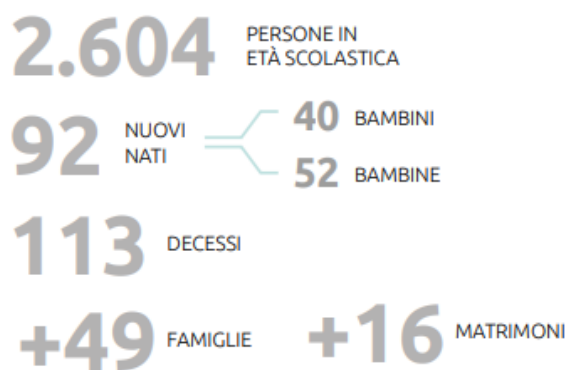 2.604 PERSONE IN
ETÀ SCOLASTICA
92 NUOVI
NATI
40 BAMBINI
52 BAMBINE
113 DECESSI
+49 FAMIGLIE
+16 MATRIMONI